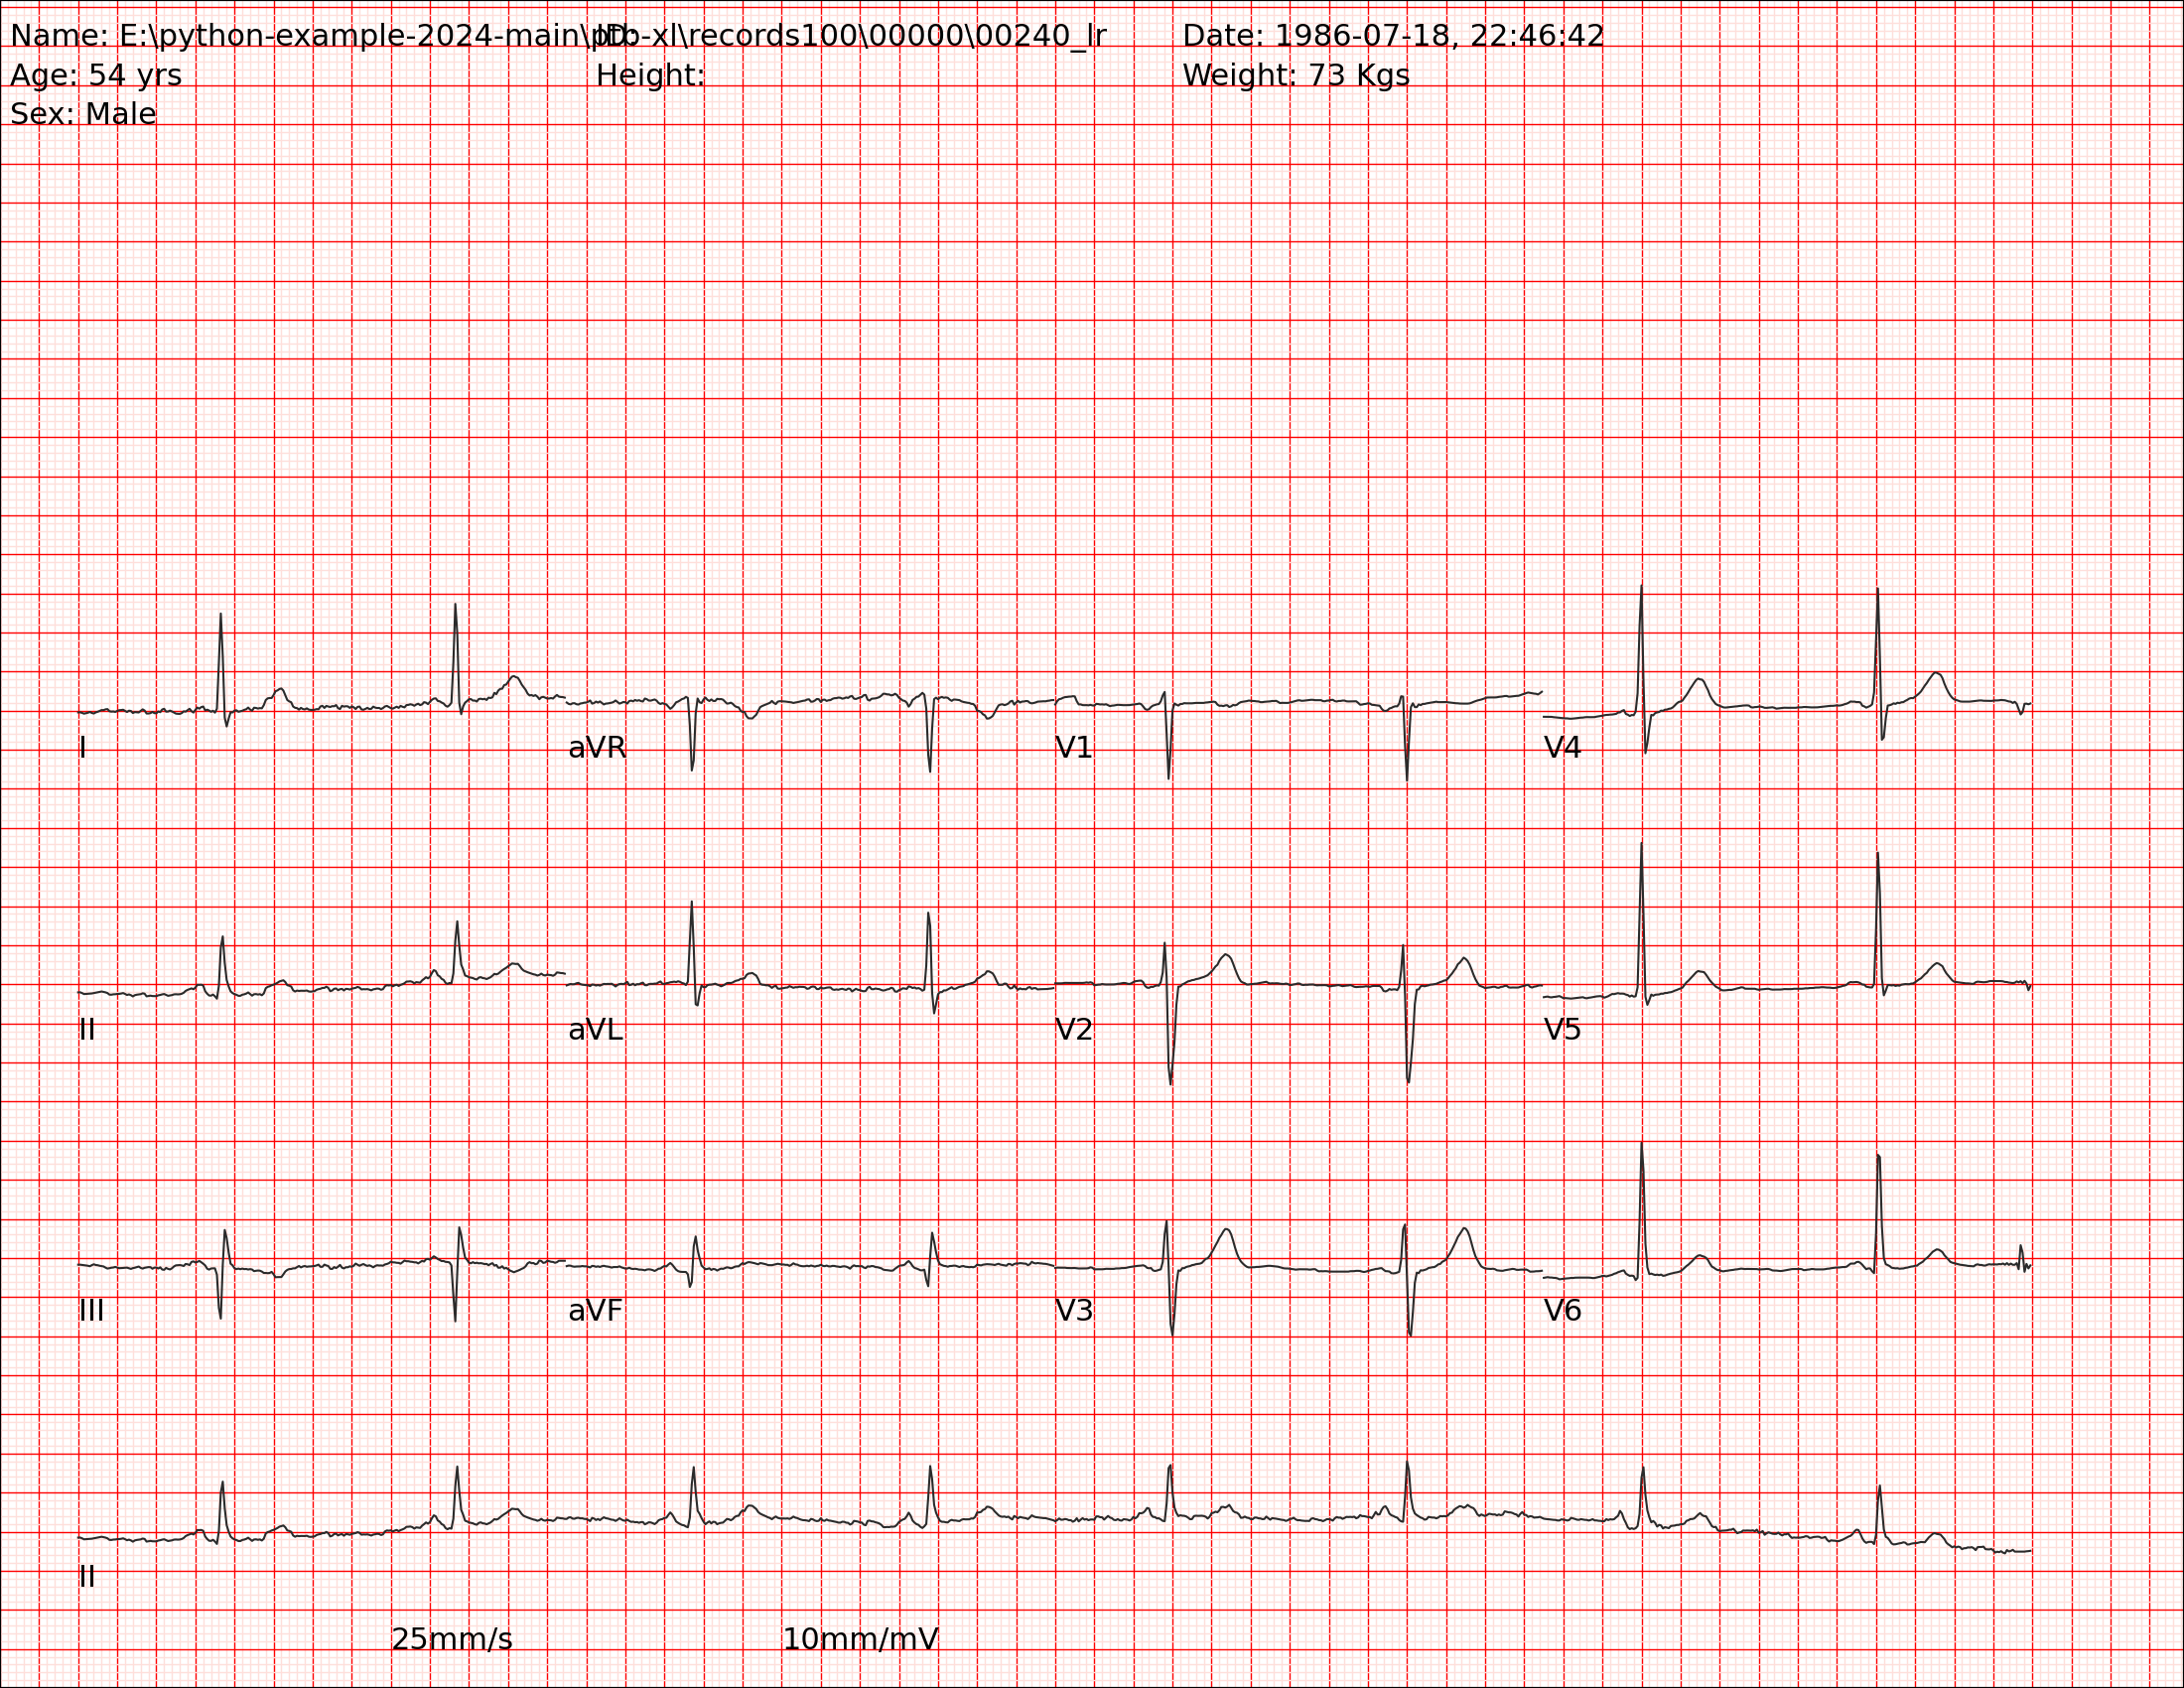 Name: E:\python-example-2024-main\ptb-xl\records100\00000\00240_lr ID: Date: 1986-07-18, 22:46:42
Age: 54 yrs Height: Weight: 73 Kgs
Sex: Male
I aVR V1 V4
II aVL V2 V5
III aVF V3 V6
II
25mm/s 10mm/mV